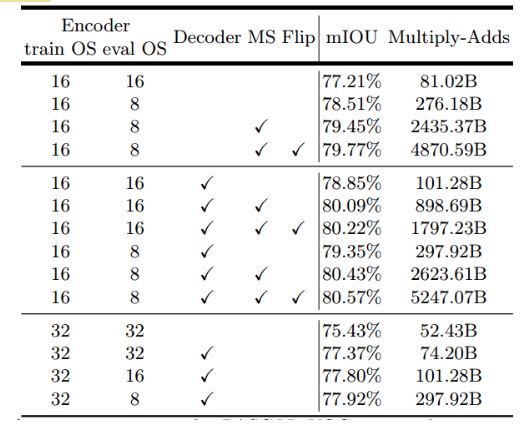 Encoder
train OS eval OS Decoder MS Flip mIOU Multiply-Adds
16 16 77.21% 81.02B
16 8 78.51% 276.18B
16 8 ✓ 79.45% 2435.37B
16 8 ✓ ✓ 79.77% 4870.59B
16 16 ✓ 78.85% 101.28B
16 16 ✓ ✓ 80.09% 898.69B
16 16 ✓ ✓ ✓ 80.22% 1797.23B
16 8 ✓ 79.35% 297.92B
16 8 ✓ ✓ 80.43% 2623.61B
16 8 ✓ ✓ ✓ 80.57% 5247.07B
32 32 75.43% 52.43B
32 32 ✓ 77.37% 74.20B
32 16 ✓ 77.80% 101.28B
32 8 ✓ 77.92% 297.92B